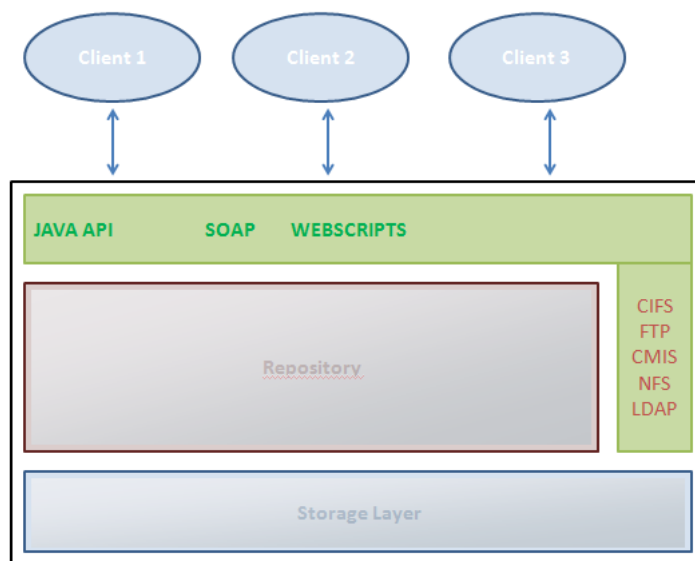 Client 1
Client 2
Client 3
JAVA API SOAP WEBSCRIPTS
CIFS
FTP
CMIS
NFS
LDAP
Repository
Storage Layer